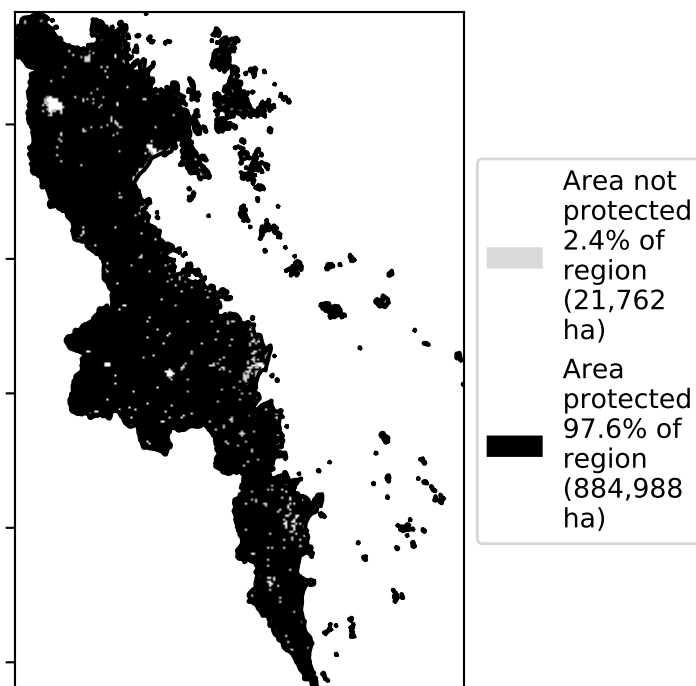 Area not
protected
2.4% of
region
(21,762
ha)
Area
protected
97.6% of
region
(884,988
ha)